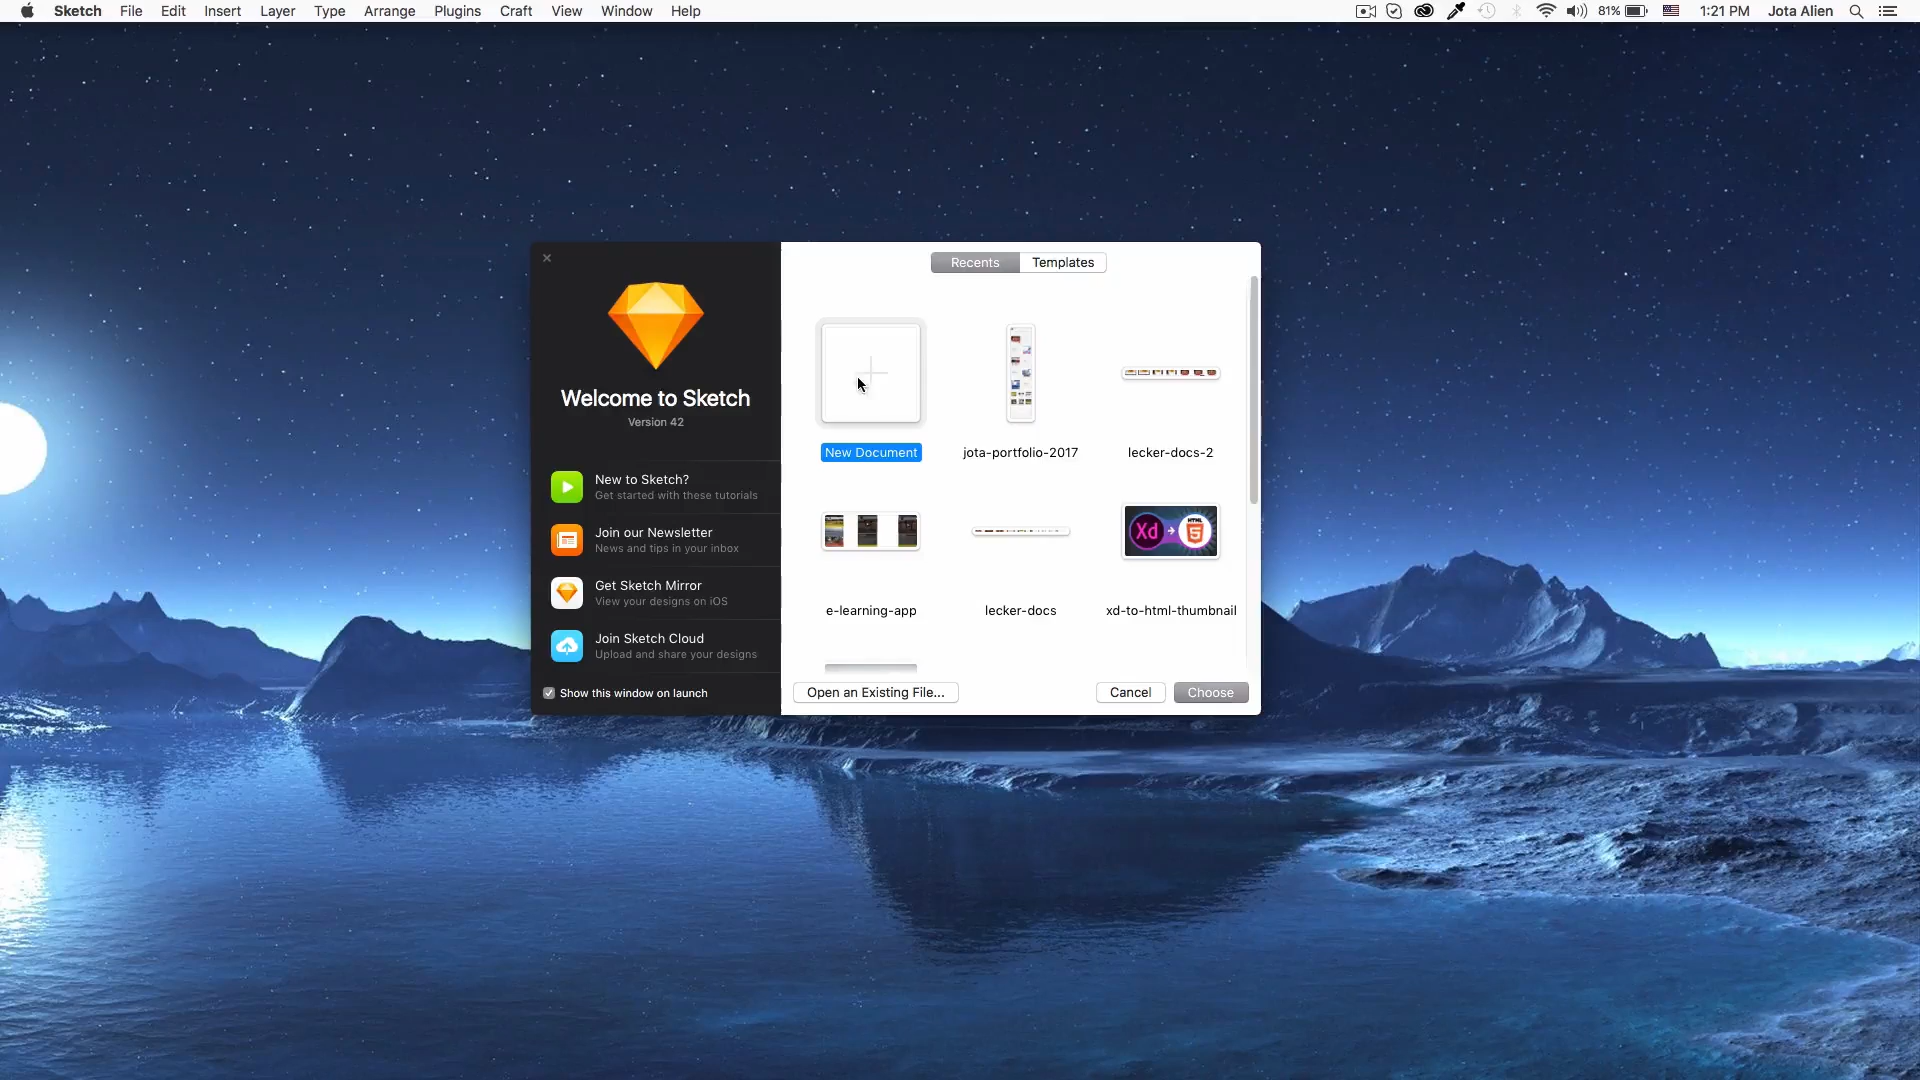 Sketch File Edit Insert Layer Type Arrange Plugins Craft View Window Help 81% 1:21 PM Jota Alien
Recents Templates
Welcome to Sketch
Version 42
New to Sketch?
Get started with these tutorials
Join our Newsletter
News and tips in your inbox
Get Sketch Mirror
View your designs on iOS
Join Sketch Cloud
Upload and share your designs
Show this window on launch
New Document jota-portfolio-2017 lecker-docs-2
Xd HTML
e-learning-app lecker-docs xd-to-html-thumbnail
Open an Existing File... Cancel Choose